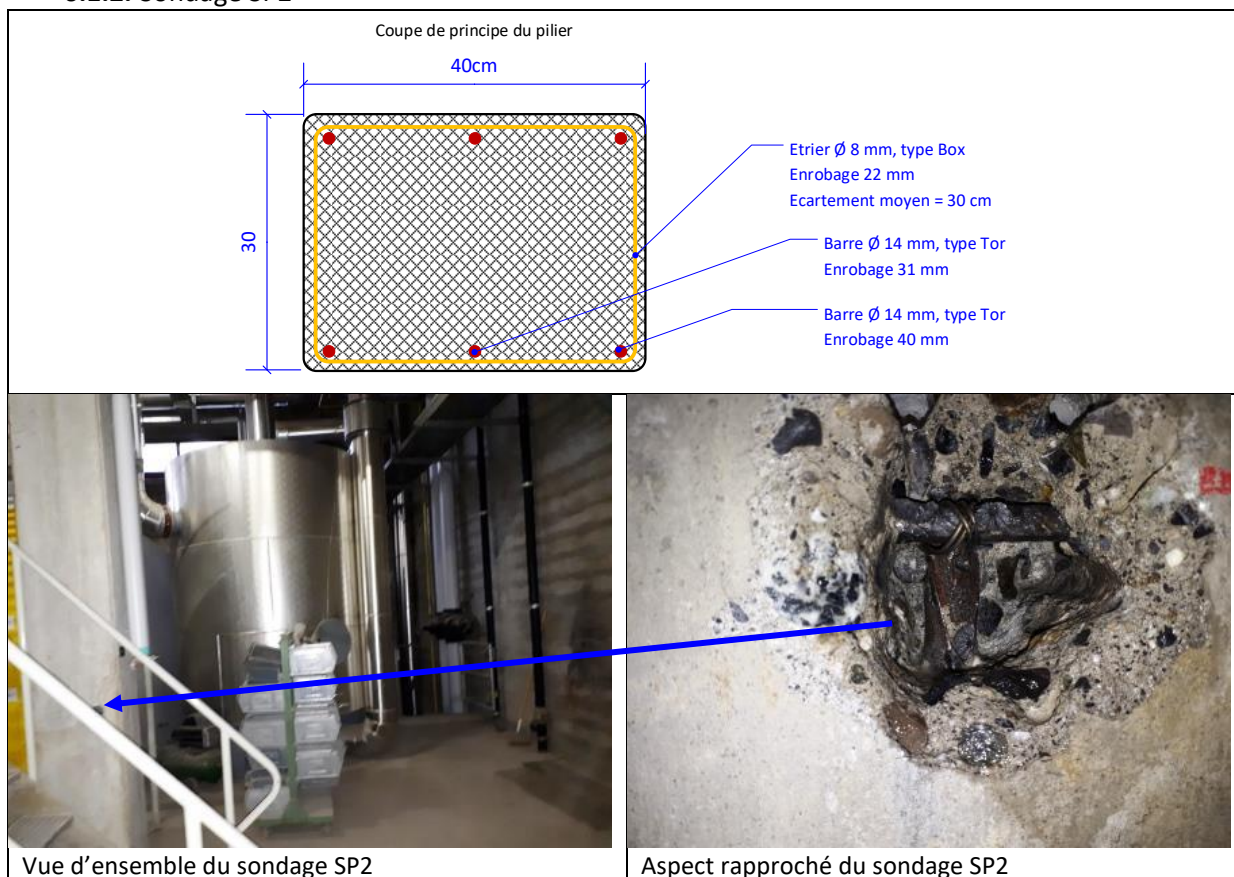 Sondage SP2
Coupe de principe du pilier
40cm
30
Etrier Ø 8 mm, type Box
Enrobage 22 mm
Ecartement moyen = 30 cm
Barre Ø 14 mm, type Tor
Enrobage 31 mm
Barre Ø 14 mm, type Tor
Enrobage 40 mm
Vue d’ensemble du sondage SP2
Aspect rapproché du sondage SP2